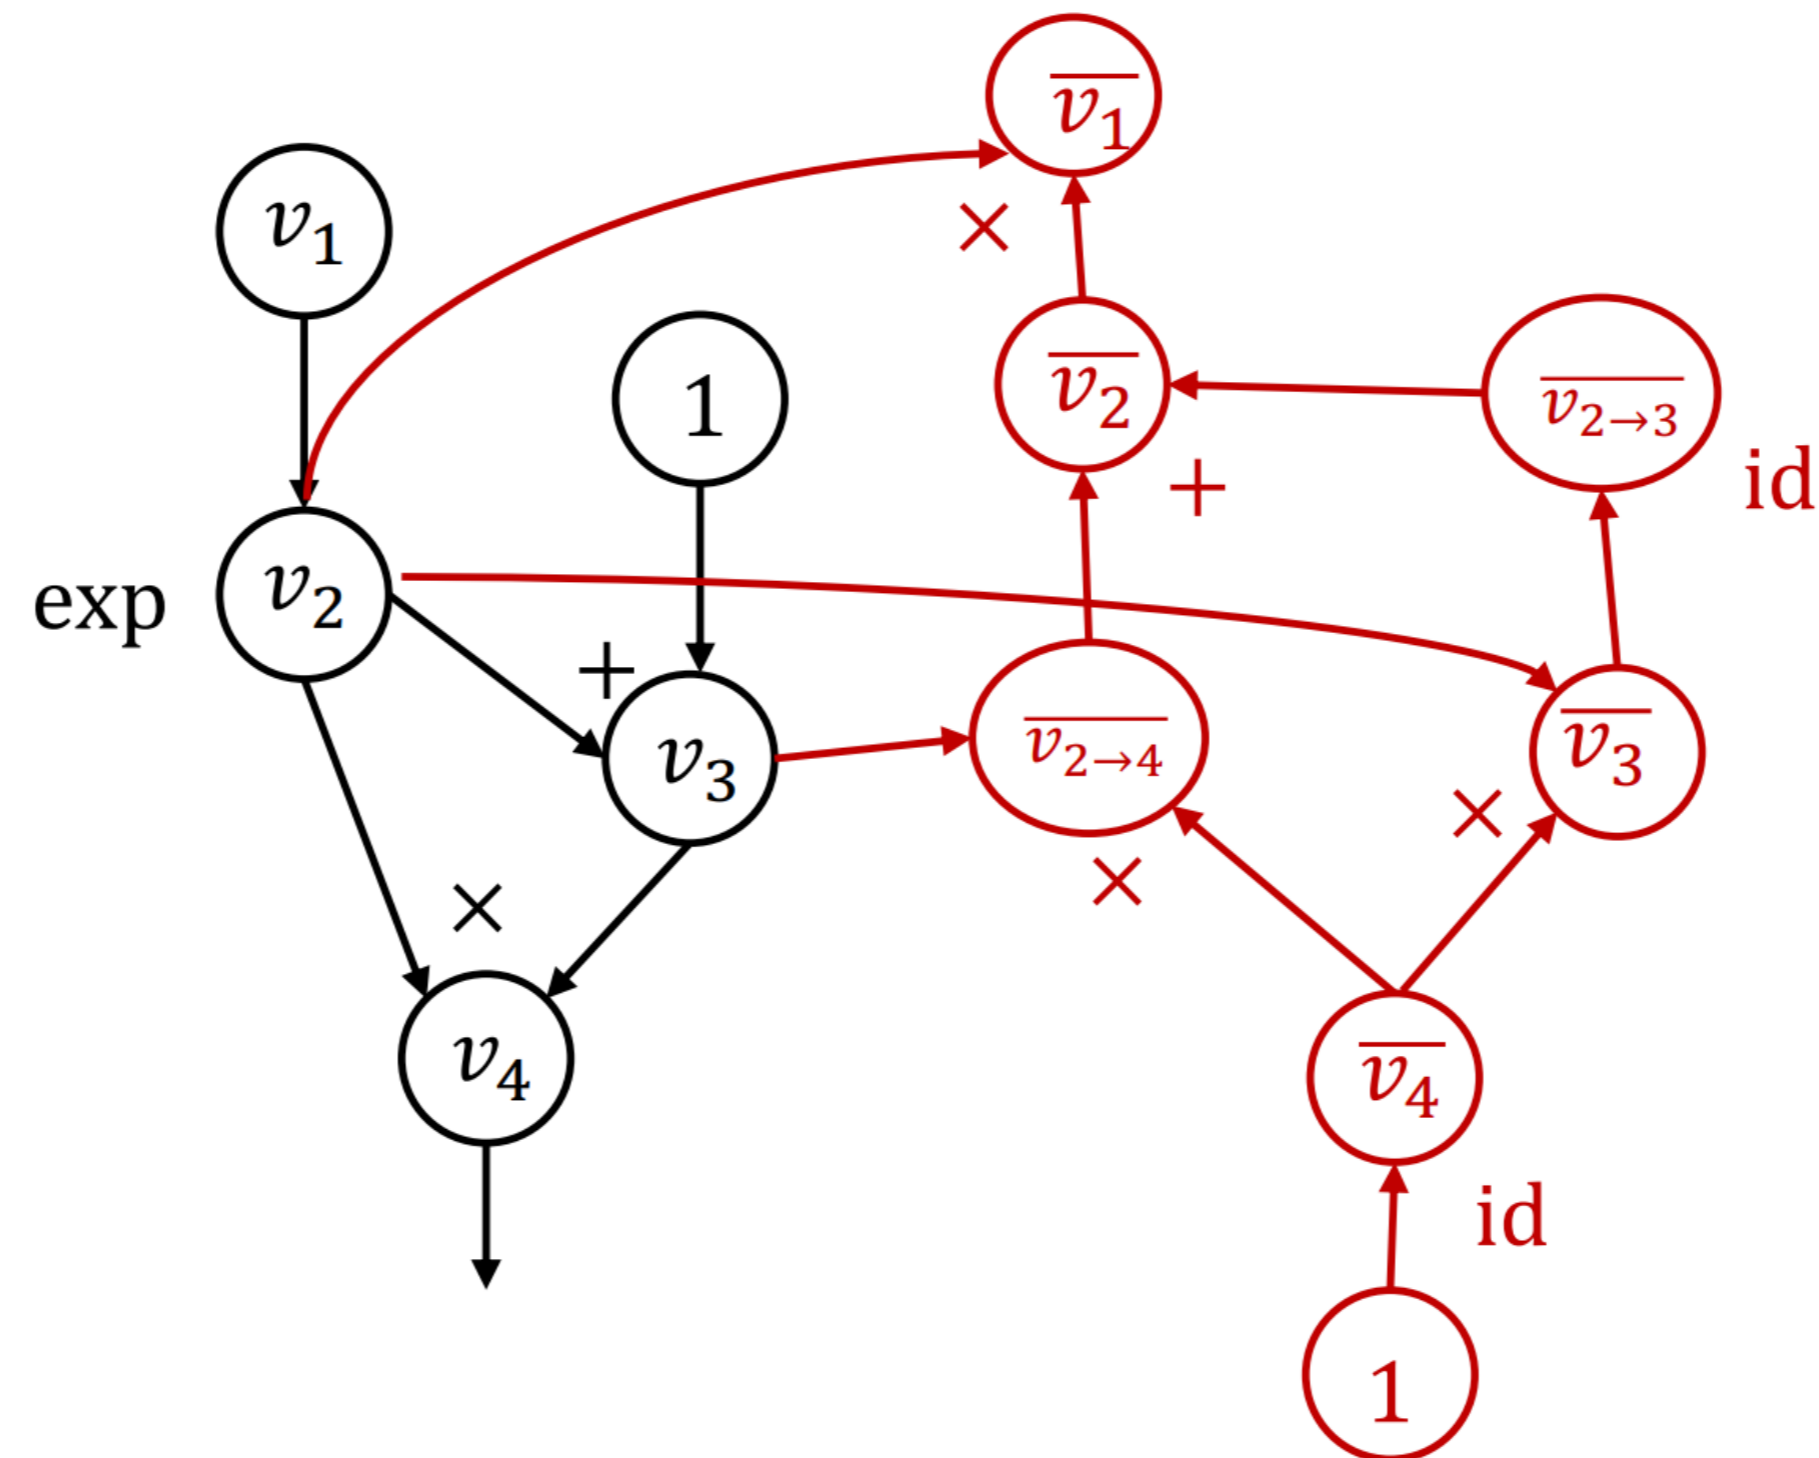 v̅₁
v₁
×
1
v̅₂
v̅₂→₃
id
+
exp
v₂
+
v₃
v̅₂→₄
v̅₃
×
×
×
v₄
v̅₄
id
1